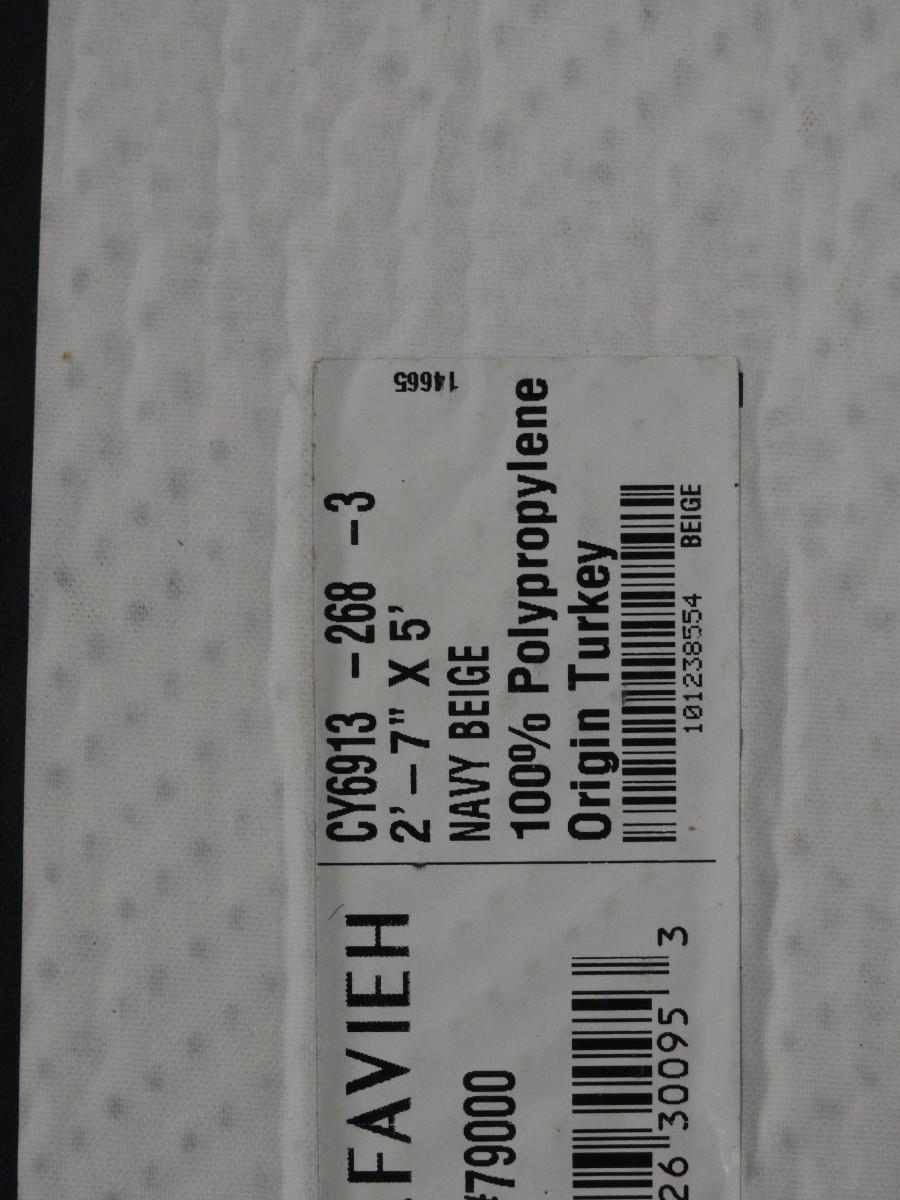 CY6913 -268 -3
2'-7" X 5'
NAVY BEIGE
100% Polypropylene
Origin Turkey
101238554 BEIGE
14665
FAVIEH
#79000
26 30095 3